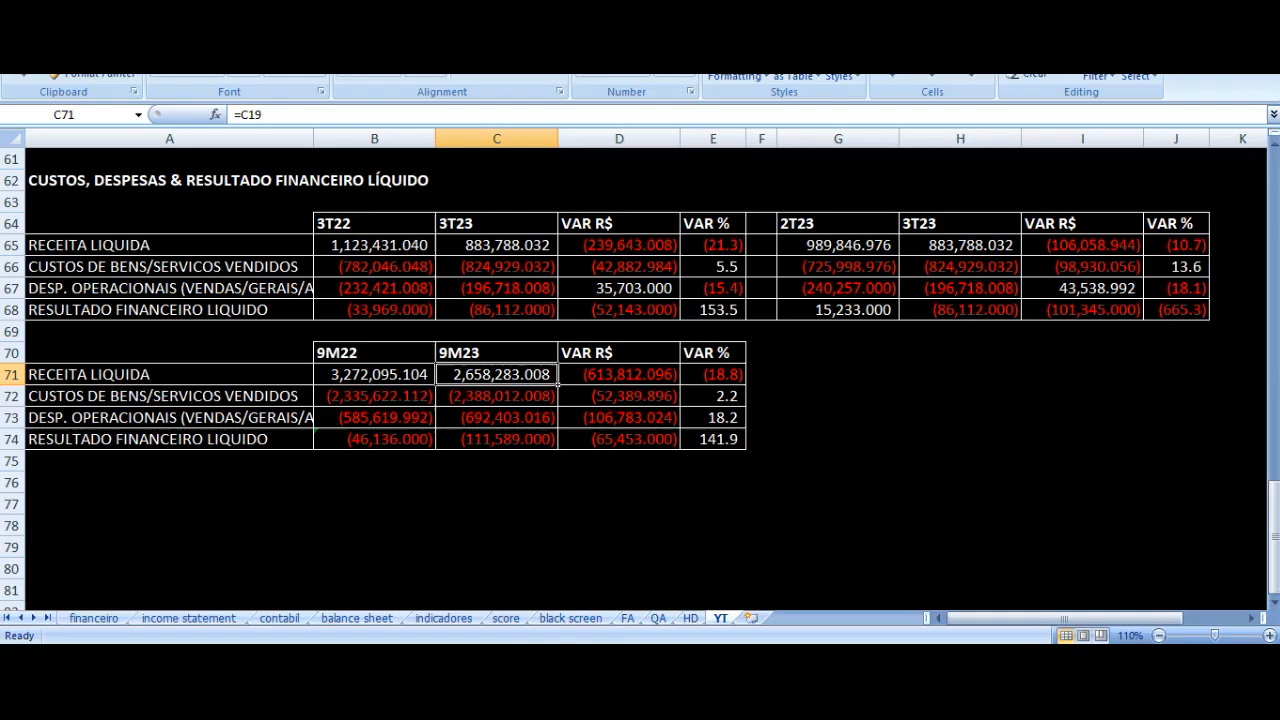 Clipboard Font Alignment Number Formatting as Table Styles Styles Cells Clear Filter Select Editing
C71 fx =C19
A B C D E F G H I J K
61
62 CUSTOS, DESPESAS & RESULTADO FINANCEIRO LÍQUIDO
63
64 3T22 3T23 VAR R$ VAR % 2T23 3T23 VAR R$ VAR %
65 RECEITA LIQUIDA 1,123,431.040 883,788.032 (239,643.008) (21.3) 989,846.976 883,788.032 (106,058.944) (10.7)
66 CUSTOS DE BENS/SERVICOS VENDIDOS (782,046.048) (824,929.032) (42,882.984) 5.5 (725,998.976) (824,929.032) (98,930.056) 13.6
67 DESP. OPERACIONAIS (VENDAS/GERAIS/A (232,421.008) (196,718.008) 35,703.000 (15.4) (240,257.000) (196,718.008) 43,538.992 (18.1)
68 RESULTADO FINANCEIRO LIQUIDO (33,969.000) (86,112.000) (52,143.000) 153.5 15,233.000 (86,112.000) (101,345.000) (665.3)
69
70 9M22 9M23 VAR R$ VAR %
71 RECEITA LIQUIDA 3,272,095.104 2,658,283.008 (613,812.096) (18.8)
72 CUSTOS DE BENS/SERVICOS VENDIDOS (2,335,622.112) (2,388,012.008) (52,389.896) 2.2
73 DESP. OPERACIONAIS (VENDAS/GERAIS/A (585,619.992) (692,403.016) (106,783.024) 18.2
74 RESULTADO FINANCEIRO LIQUIDO (46,136.000) (111,589.000) (65,453.000) 141.9
75
76
77
78
79
80
81
financeiro income statement contabil balance sheet indicadores score black screen FA QA HD YT
Ready 110%